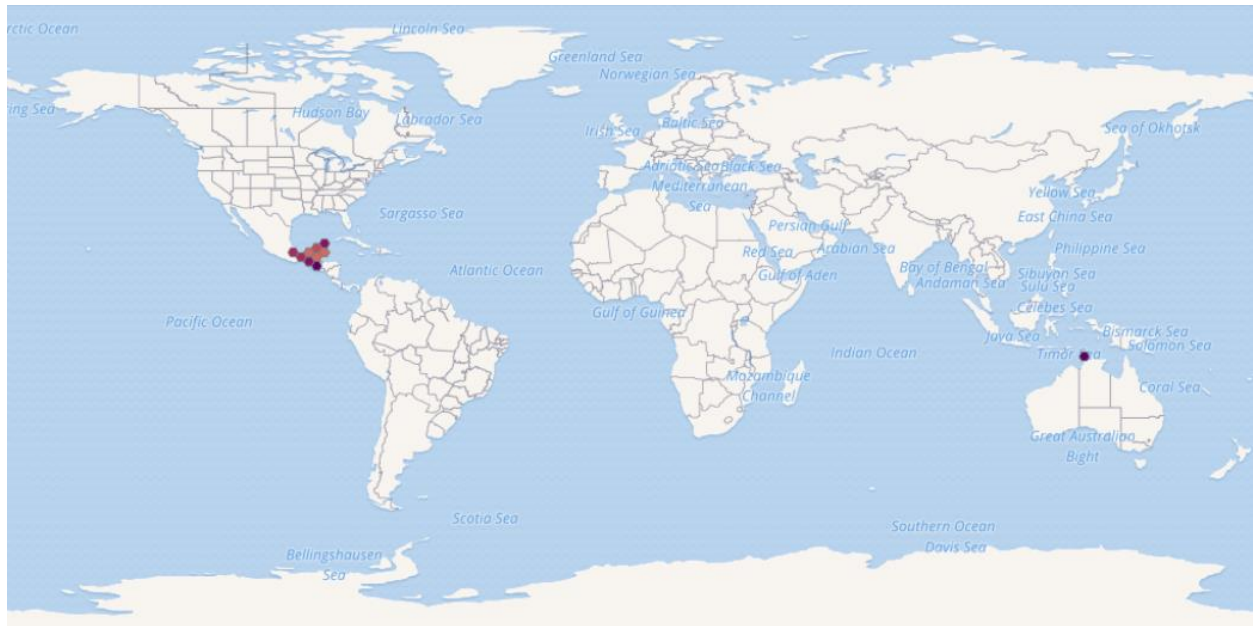 rctic Ocean
Lincoln Sea
Greenland Sea
Norwegian Sea
ring Sea
Hudson Bay
Labrador Sea
Irish Sea
Baltic Sea
Sea of Okhotsk
Adriatic Sea
Black Sea
Mediterranean
Sea
Yellow Sea
Sargasso Sea
Persian Gulf
East China Sea
Red Sea
Arabian Sea
Philippine Sea
Atlantic Ocean
Gulf of Aden
Bay of Bengal
Andaman Sea
Sibuyan Sea
Sulu Sea
Gulf of Guinea
Celebes Sea
Pacific Ocean
Bismarck Sea
Java Sea
Solomon Sea
Indian Ocean
Timor Sea
Mozambique
Channel
Coral Sea
Great Australian
Bight
Scotia Sea
Southern Ocean
Davis Sea
Bellingshausen
Sea